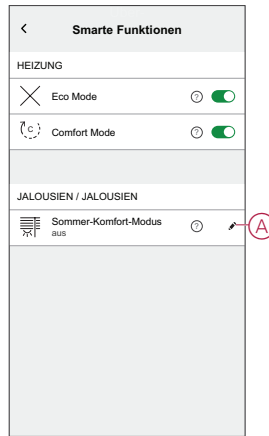 Smarte Funktionen
HEIZUNG
Eco Mode ?
C Comfort Mode ?
JALOUSIEN / JALOUSIEN
Sommer-Komfort-Modus ?
aus
A